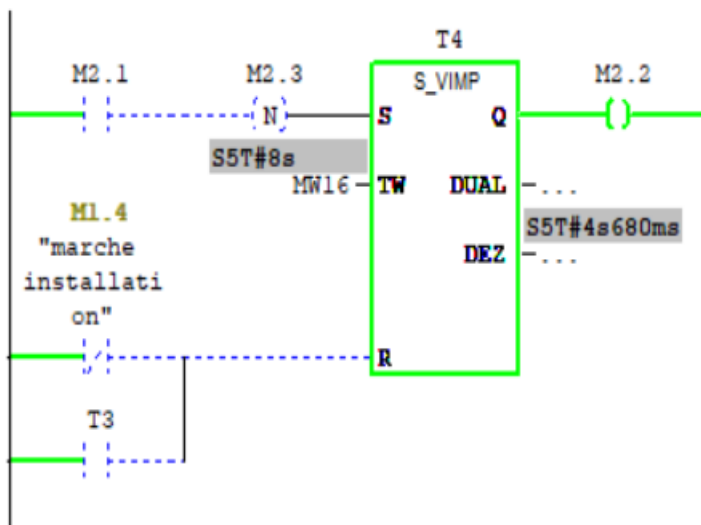 T4
M2.1 M2.3 S_VIMP M2.2
N S Q
S5T#8s
MW16 TW DUAL ...
M1.4 S5T#4s680ms
"marche DEZ ...
installati
on"
R
T3